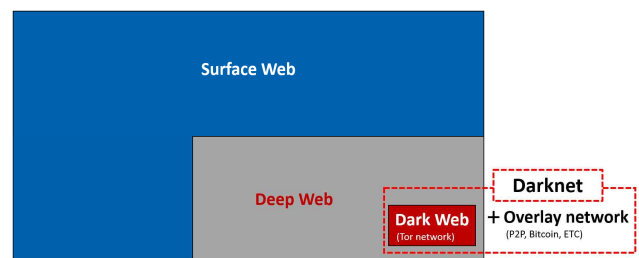 Surface Web
Deep Web
Darknet
Dark Web
(Tor network)
+ Overlay network
(P2P, Bitcoin, ETC)